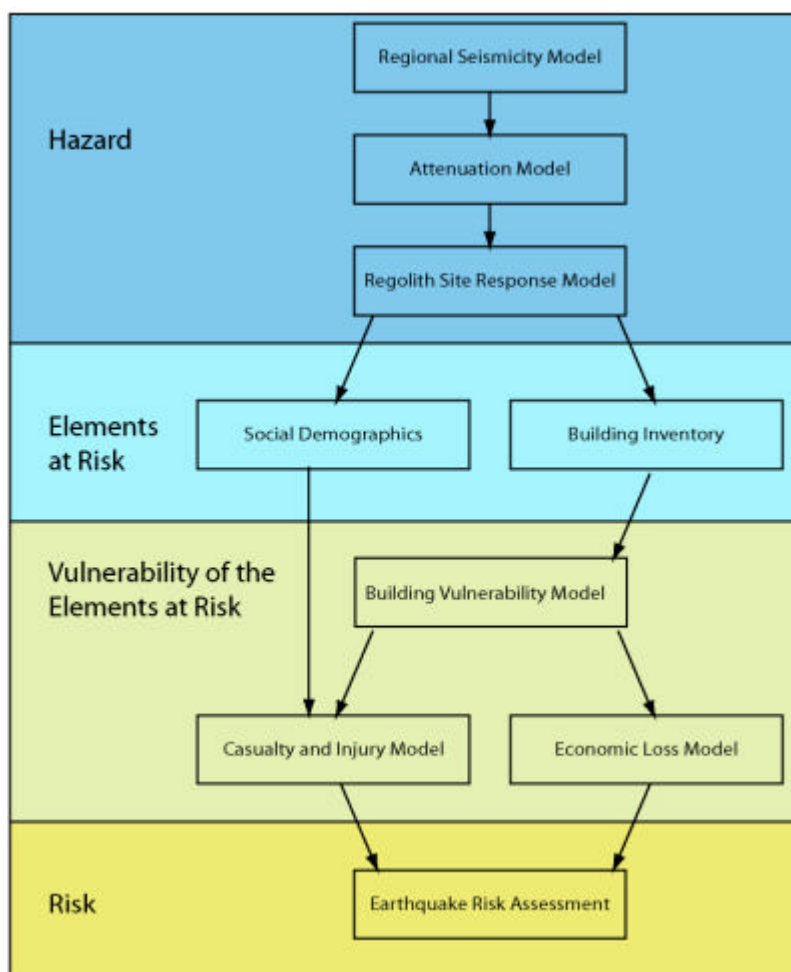 Regional Seismicity Model
Hazard
Attenuation Model
Regolith Site Response Model
Elements
at Risk
Social Demographics
Building Inventory
Vulnerability of the
Elements at Risk
Building Vulnerability Model
Casualty and Injury Model
Economic Loss Model
Risk
Earthquake Risk Assessment